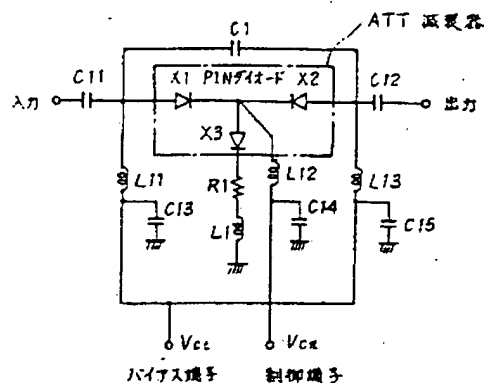 ATT 減衰器
C1
C11
X1 PINダイオード X2
C12
入力
出力
X3
L11
R1
L12
L13
C13
L1
C14
C15
Vct
Vcx
バイアス端子
制御端子